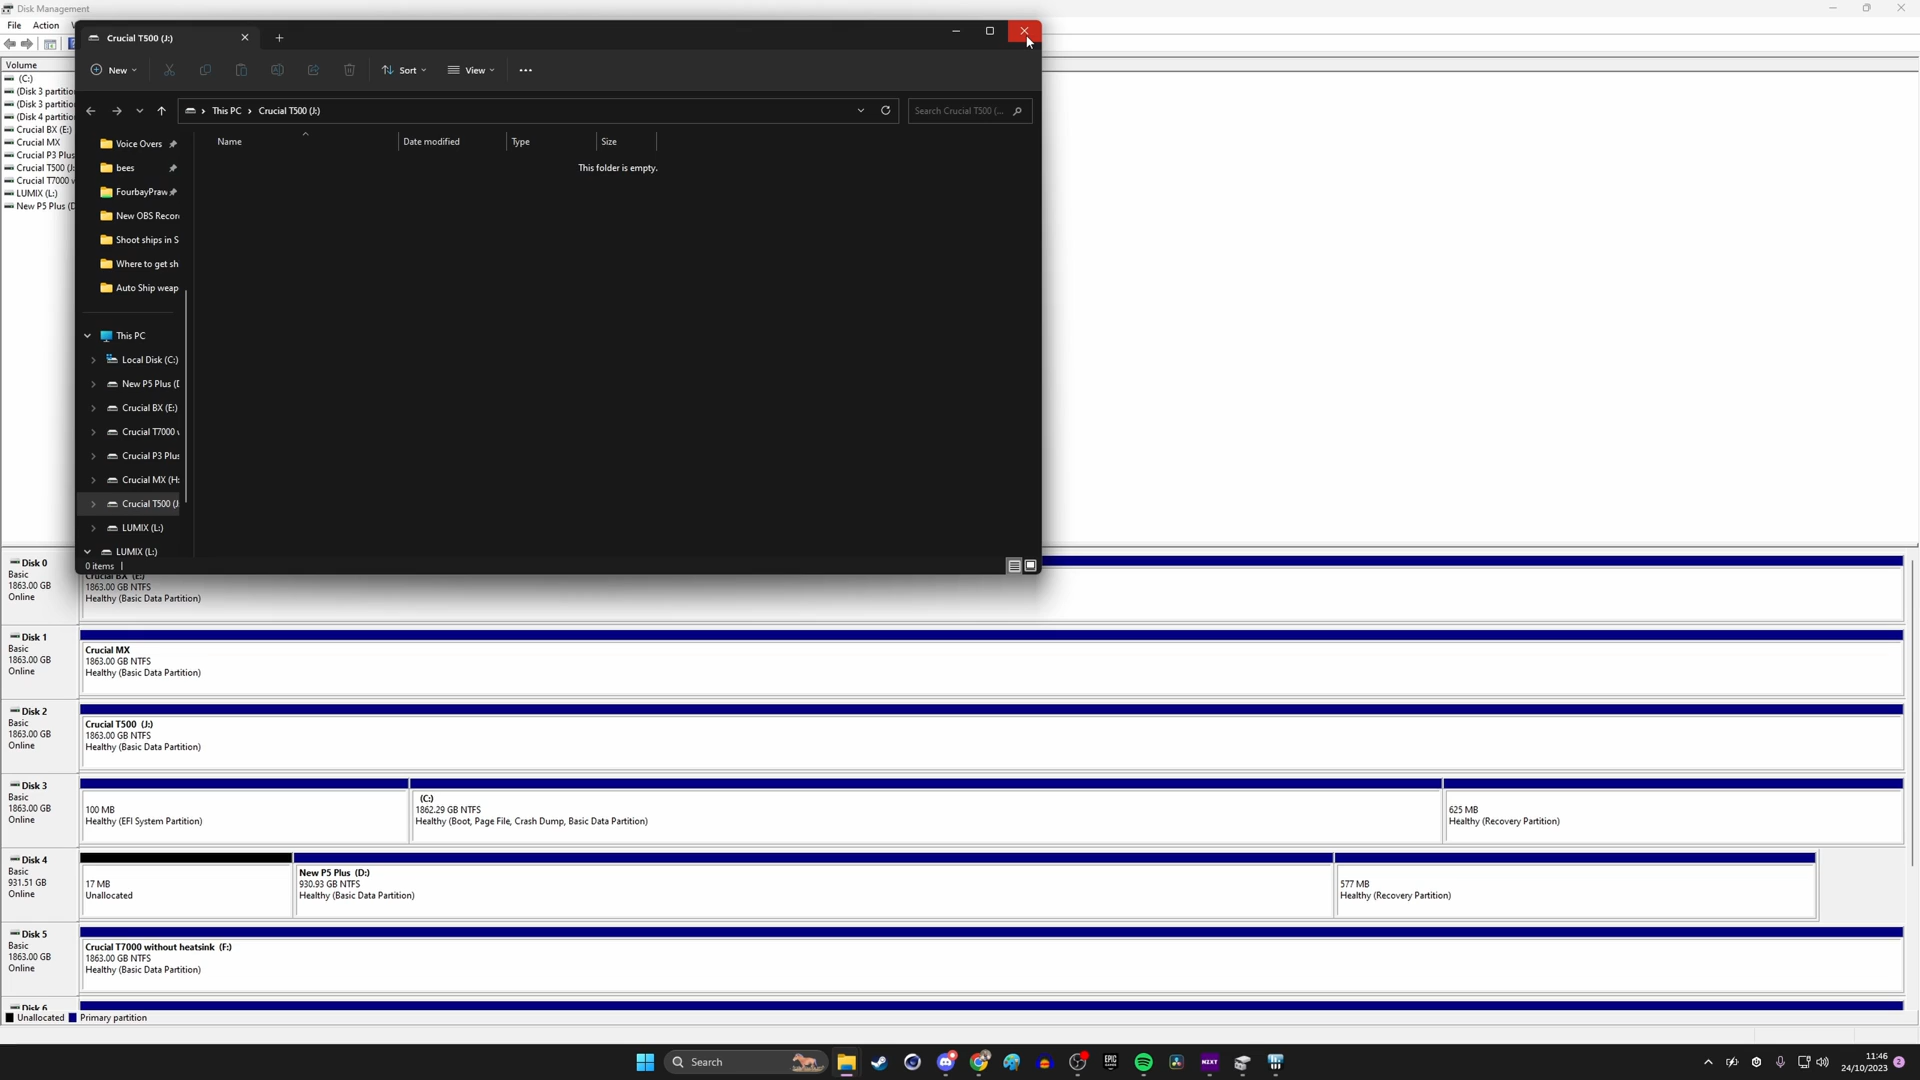 Disk Management
File Action
Volume
(C:)
(Disk 3 partitio
(Disk 3 partitio
(Disk 4 partitio
Crucial BX (E:)
Crucial MX
Crucial P3 Plus
Crucial T500 (J:
Crucial T7000 w
LUMIX (L:)
New P5 Plus (D
Crucial T500 (J:)
New
Sort
View
This PC > Crucial T500 (J:)
Search Crucial T500 (...
Voice Overs
bees
FourbayPraw
New OBS Recor
Shoot ships in S
Where to get sh
Auto Ship weap
This PC
Local Disk (C:)
New P5 Plus (D
Crucial BX (E:)
Crucial T7000 w
Crucial P3 Plus
Crucial MX (H:
Crucial T500 (J
LUMIX (L:)
LUMIX (L:)
Name Date modified Type Size
This folder is empty.
0 items
Disk 0
Basic
1863.00 GB
Online
Crucial BX (E:)
1863.00 GB NTFS
Healthy (Basic Data Partition)
Disk 1
Basic
1863.00 GB
Online
Crucial MX
1863.00 GB NTFS
Healthy (Basic Data Partition)
Disk 2
Basic
1863.00 GB
Online
Crucial T500 (J:)
1863.00 GB NTFS
Healthy (Basic Data Partition)
Disk 3
Basic
1863.00 GB
Online
100 MB
Healthy (EFI System Partition)
(C:)
1862.29 GB NTFS
Healthy (Boot, Page File, Crash Dump, Basic Data Partition)
625 MB
Healthy (Recovery Partition)
Disk 4
Basic
931.51 GB
Online
17 MB
Unallocated
New P5 Plus (D:)
930.93 GB NTFS
Healthy (Basic Data Partition)
577 MB
Healthy (Recovery Partition)
Disk 5
Basic
1863.00 GB
Online
Crucial T7000 without heatsink (F:)
1863.00 GB NTFS
Healthy (Basic Data Partition)
Disk 6
Unallocated Primary partition
Search
EPIC
NZXT
11:46
24/10/2023
2